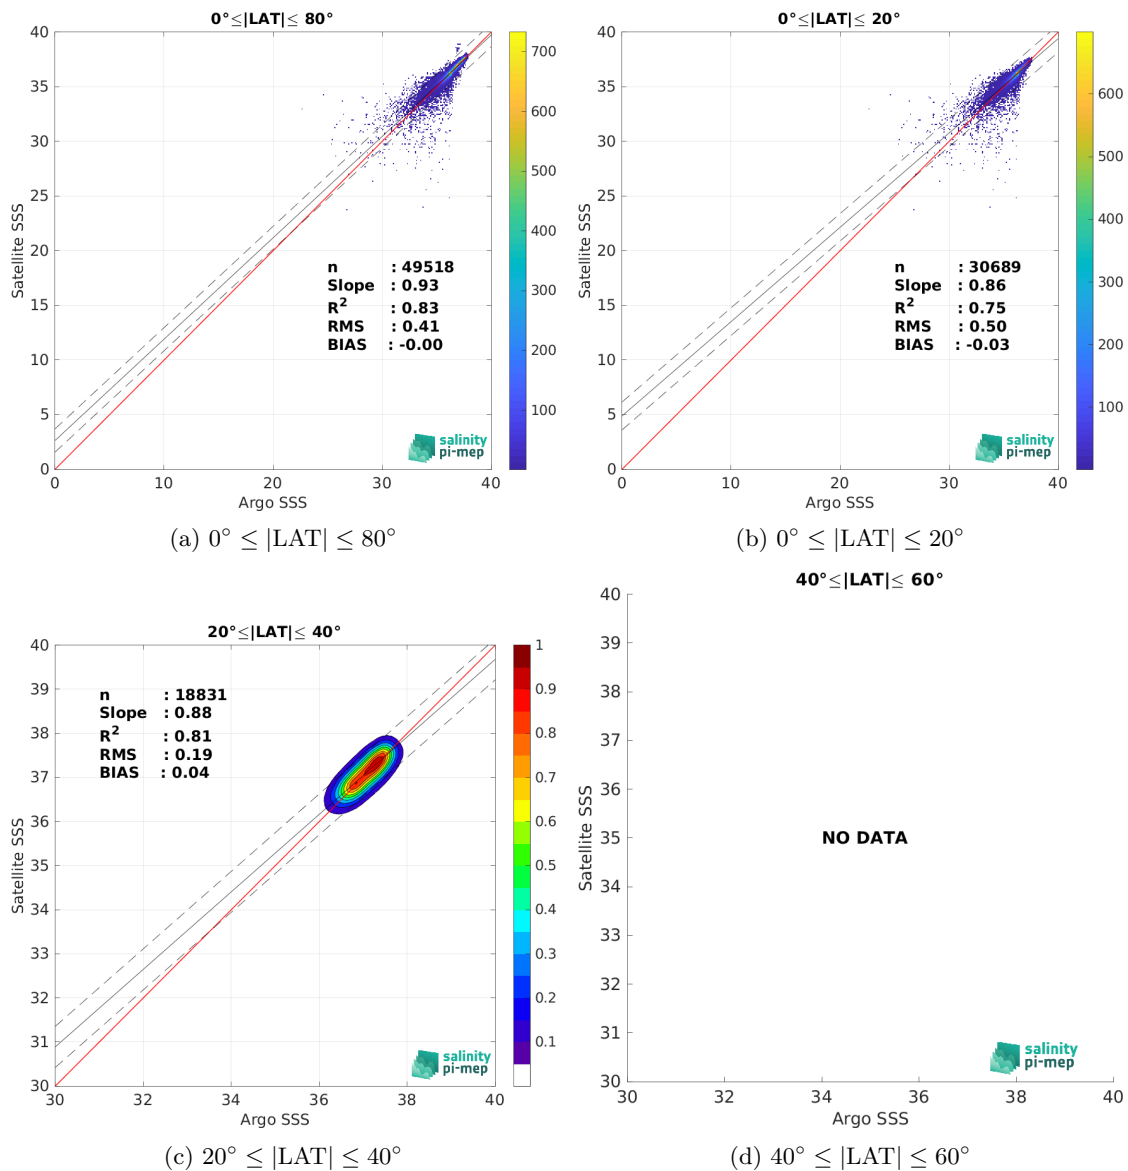 0°≤|LAT|≤ 80°
40
35
30
25
20
15
10
5
0
Satellite SSS
n : 49518
Slope : 0.93
R² : 0.83
RMS : 0.41
BIAS : -0.00
salinity
pi-mep
0 10 20 30 40
Argo SSS
700
600
500
400
300
200
100
(a) 0° ≤ |LAT| ≤ 80°
0°≤|LAT|≤ 20°
40
35
30
25
20
15
10
5
0
Satellite SSS
n : 30689
Slope : 0.86
R² : 0.75
RMS : 0.50
BIAS : -0.03
salinity
pi-mep
0 10 20 30 40
Argo SSS
600
500
400
300
200
100
(b) 0° ≤ |LAT| ≤ 20°
20°≤|LAT|≤ 40°
40
39
38
37
36
35
34
33
32
31
30
Satellite SSS
n : 18831
Slope : 0.88
R² : 0.81
RMS : 0.19
BIAS : 0.04
salinity
pi-mep
30 32 34 36 38 40
Argo SSS
1
0.9
0.8
0.7
0.6
0.5
0.4
0.3
0.2
0.1
(c) 20° ≤ |LAT| ≤ 40°
40°≤|LAT|≤ 60°
40
39
38
37
36
35
34
33
32
31
30
Satellite SSS
NO DATA
salinity
pi-mep
30 32 34 36 38 40
Argo SSS
(d) 40° ≤ |LAT| ≤ 60°